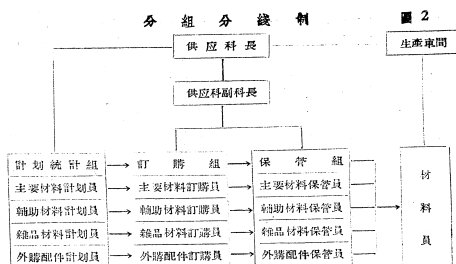 分組分綫制
圖2
供应科長
生產車間
供应科副科長
計划統計組
訂購組
保管組
主要材料計划員
主要材料訂購員
主要材料保管員
輔助材料計划員
輔助材料訂購員
輔助材料保管員
雜品材料計划員
雜品材料訂購員
雜品材料保管員
外購配件計划員
外購配件訂購員
外購配件保管員
材料員